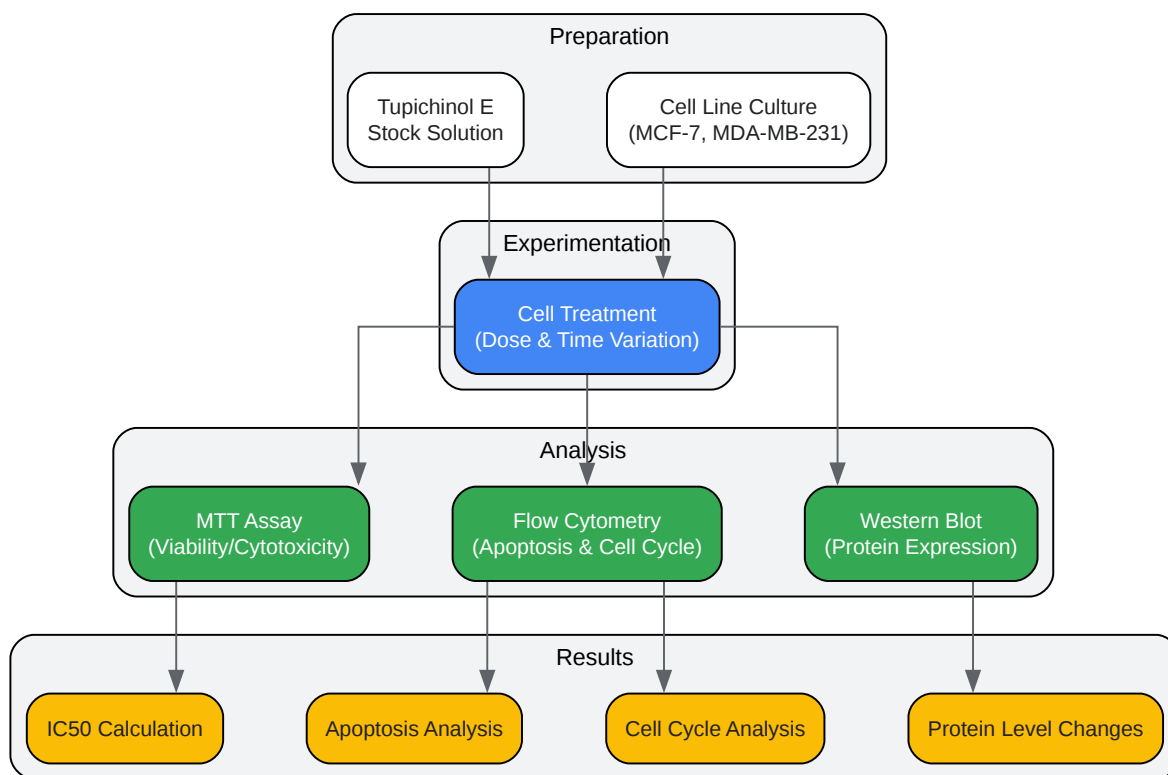 Preparation
Tupichinol E
Stock Solution
Cell Line Culture
(MCF-7, MDA-MB-231)
Experimentation
Cell Treatment
(Dose & Time Variation)
Analysis
MTT Assay
(Viability/Cytotoxicity)
Flow Cytometry
(Apoptosis & Cell Cycle)
Western Blot
(Protein Expression)
Results
IC50 Calculation
Apoptosis Analysis
Cell Cycle Analysis
Protein Level Changes